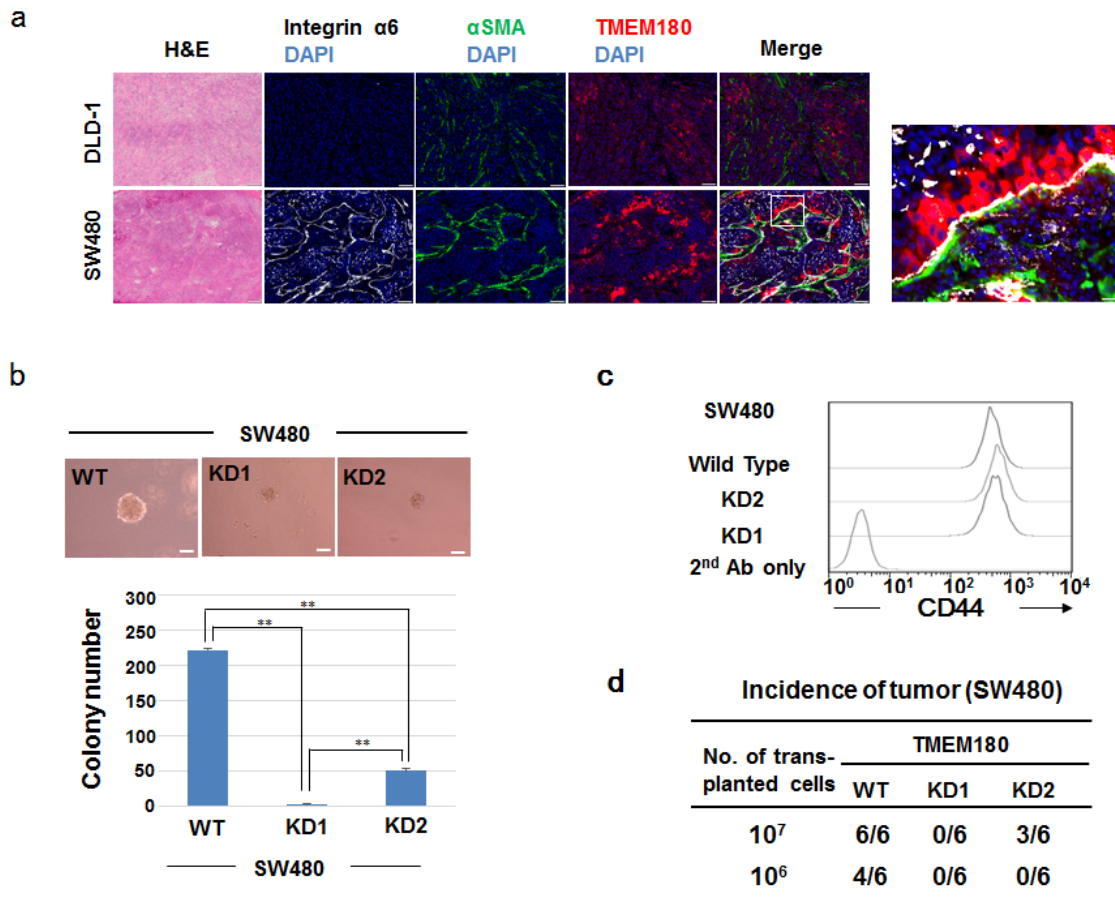 a
H&E
Integrin α6
DAPI
αSMA
DAPI
TMEM180
DAPI
Merge
DLD-1
SW480
b
SW480
WT
KD1
KD2
Colony number
300
250
200
150
100
50
0
**
**
**
WT
KD1
KD2
SW480
c
SW480
Wild Type
KD2
KD1
2nd Ab only
10⁰
10¹
10²
10³
10⁴
CD44
d
Incidence of tumor (SW480)
No. of trans-
planted cells
TMEM180
WT
KD1
KD2
10⁷ 6/6 0/6 3/6
10⁶ 4/6 0/6 0/6